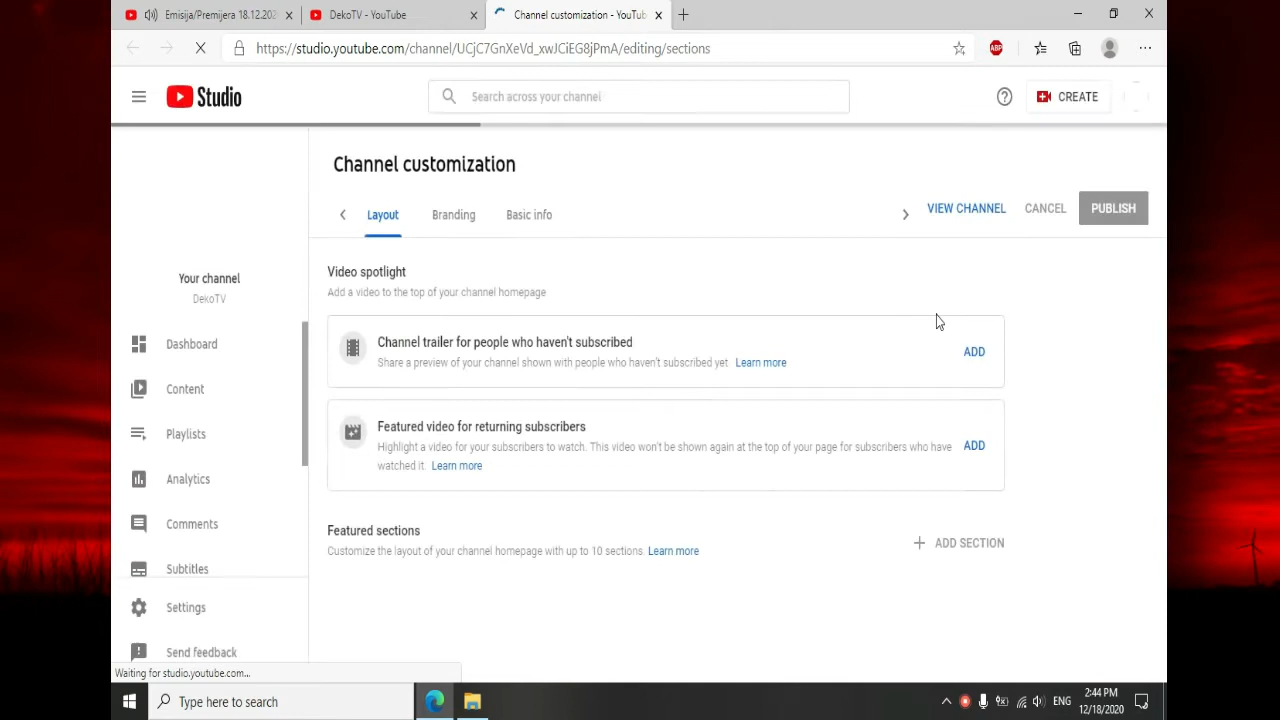 Emisija/Premijera 18.12.202
DekoTV - YouTube
Channel customization - YouTub
https://studio.youtube.com/channel/UCjC7GnXeVd_xwJCiEG8jPmA/editing/sections
ABP
Studio
Search across your channel
CREATE
Channel customization
Layout
Branding
Basic info
VIEW CHANNEL
CANCEL
PUBLISH
Your channel
DekoTV
Dashboard
Content
Playlists
Analytics
Comments
Subtitles
Settings
Send feedback
Video spotlight
Add a video to the top of your channel homepage
Channel trailer for people who haven't subscribed
Share a preview of your channel shown with people who haven't subscribed yet. Learn more
ADD
Featured video for returning subscribers
Highlight a video for your subscribers to watch. This video won't be shown again at the top of your page for subscribers who have
watched it. Learn more
ADD
Featured sections
Customize the layout of your channel homepage with up to 10 sections. Learn more
ADD SECTION
Waiting for studio.youtube.com...
Type here to search
ENG
2:44 PM
12/18/2020